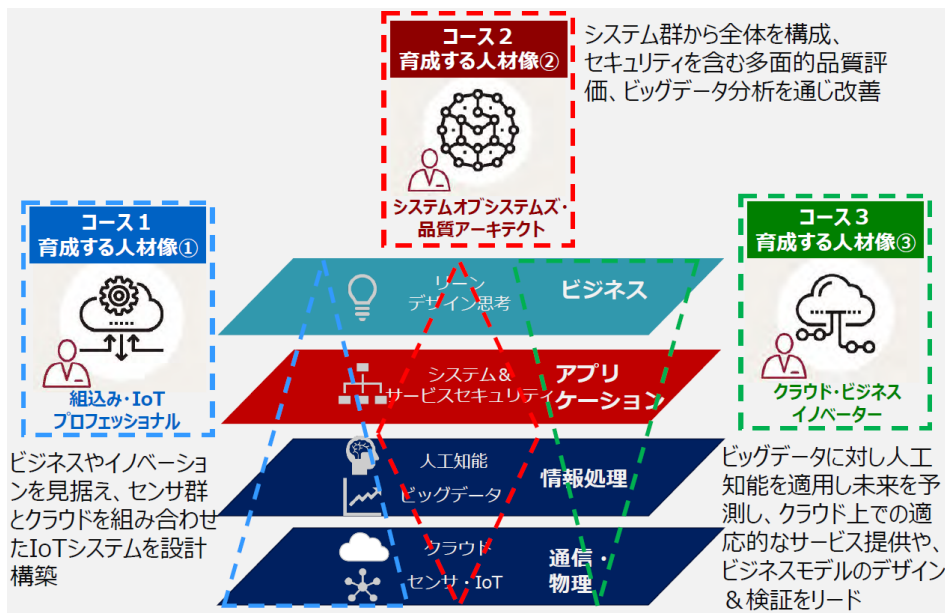 コース2
育成する人材像②
システムオブシステムズ・
品質アーキテクト
システム群から全体を構成、
セキュリティを含む多面的品質評
価、ビッグデータ分析を通じ改善
コース1
育成する人材像①
組込み・IoT
プロフェッショナル
ビジネスやイノベーショ
ンを見据え、センサ群
とクラウドを組み合わせ
たIoTシステムを設計
構築
リーン
デザイン思考
ビジネス
システム&
サービスセキュリティ
アプリ
ケーション
人工知能
ビッグデータ
情報処理
クラウド
センサ・IoT
通信・
物理
コース3
育成する人材像③
クラウド・ビジネス
イノベーター
ビッグデータに対し人工
知能を適用し未来を予
測し、クラウド上での適
応的なサービス提供や、
ビジネスモデルのデザイン
&検証をリード